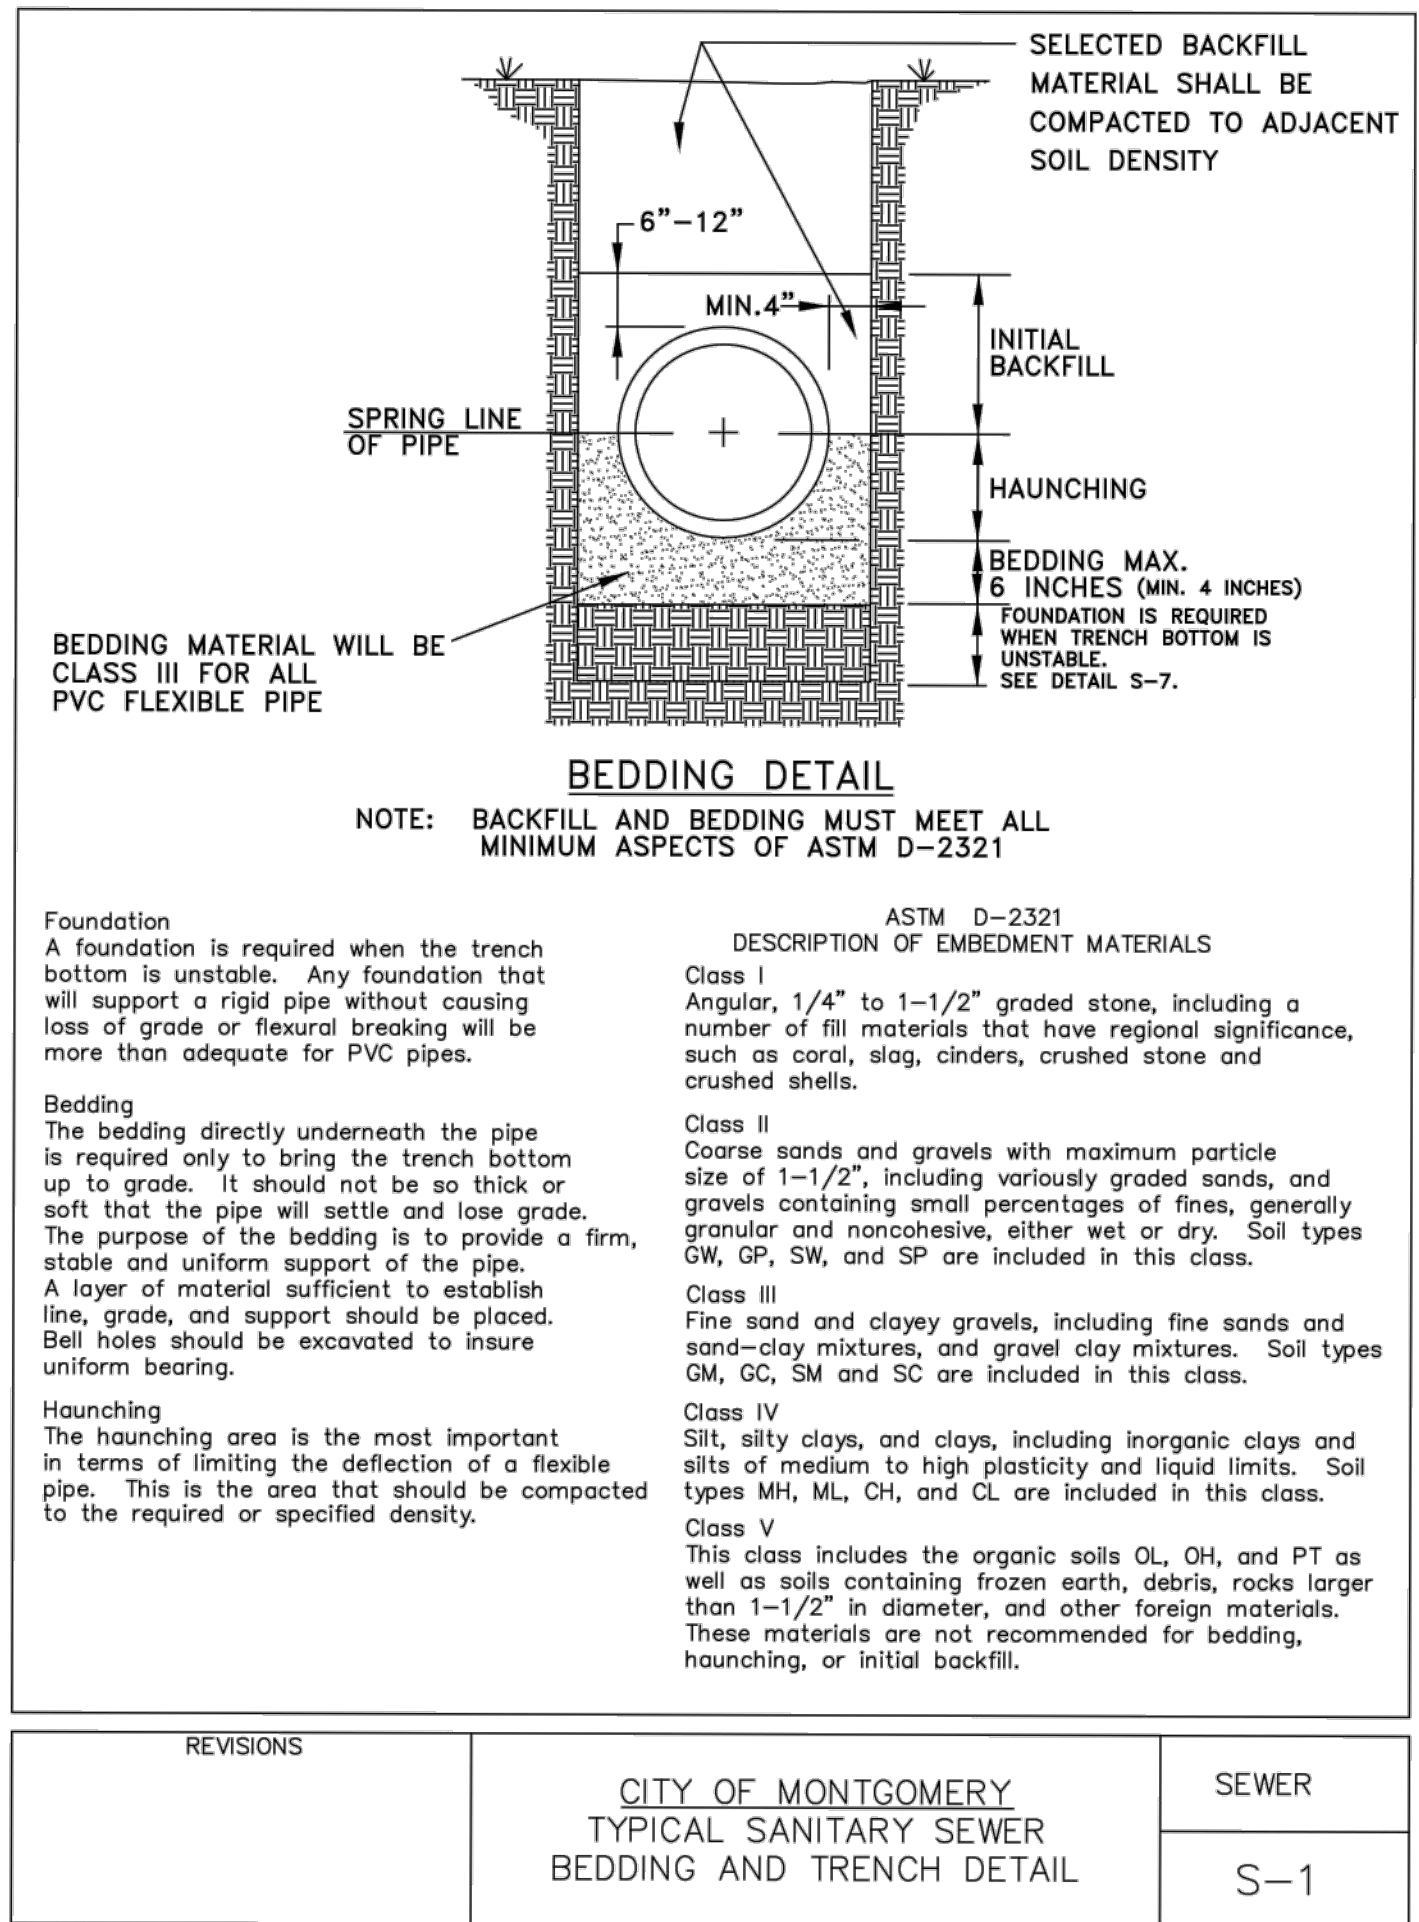 SELECTED BACKFILL
MATERIAL SHALL BE
COMPACTED TO ADJACENT
SOIL DENSITY
6”-12”
MIN.4”
INITIAL
BACKFILL
SPRING LINE
OF PIPE
HAUNCHING
BEDDING MAX.
6 INCHES (MIN. 4 INCHES)
FOUNDATION IS REQUIRED
WHEN TRENCH BOTTOM IS
UNSTABLE.
SEE DETAIL S-7.
BEDDING MATERIAL WILL BE
CLASS III FOR ALL
PVC FLEXIBLE PIPE
BEDDING DETAIL
NOTE: BACKFILL AND BEDDING MUST MEET ALL
MINIMUM ASPECTS OF ASTM D-2321
Foundation
A foundation is required when the trench
bottom is unstable. Any foundation that
will support a rigid pipe without causing
loss of grade or flexural breaking will be
more than adequate for PVC pipes.
Bedding
The bedding directly underneath the pipe
is required only to bring the trench bottom
up to grade. It should not be so thick or
soft that the pipe will settle and lose grade.
The purpose of the bedding is to provide a firm,
stable and uniform support of the pipe.
A layer of material sufficient to establish
line, grade, and support should be placed.
Bell holes should be excavated to insure
uniform bearing.
Haunching
The haunching area is the most important
in terms of limiting the deflection of a flexible
pipe. This is the area that should be compacted
to the required or specified density.
ASTM D-2321
DESCRIPTION OF EMBEDMENT MATERIALS
Class I
Angular, 1/4” to 1-1/2” graded stone, including a
number of fill materials that have regional significance,
such as coral, slag, cinders, crushed stone and
crushed shells.
Class II
Coarse sands and gravels with maximum particle
size of 1-1/2”, including variously graded sands, and
gravels containing small percentages of fines, generally
granular and noncohesive, either wet or dry. Soil types
GW, GP, SW, and SP are included in this class.
Class III
Fine sand and clayey gravels, including fine sands and
sand-clay mixtures, and gravel clay mixtures. Soil types
GM, GC, SM and SC are included in this class.
Class IV
Silt, silty clays, and clays, including inorganic clays and
silts of medium to high plasticity and liquid limits. Soil
types MH, ML, CH, and CL are included in this class.
Class V
This class includes the organic soils OL, OH, and PT as
well as soils containing frozen earth, debris, rocks larger
than 1-1/2” in diameter, and other foreign materials.
These materials are not recommended for bedding,
haunching, or initial backfill.
REVISIONS
CITY OF MONTGOMERY
TYPICAL SANITARY SEWER
BEDDING AND TRENCH DETAIL
SEWER
S-1